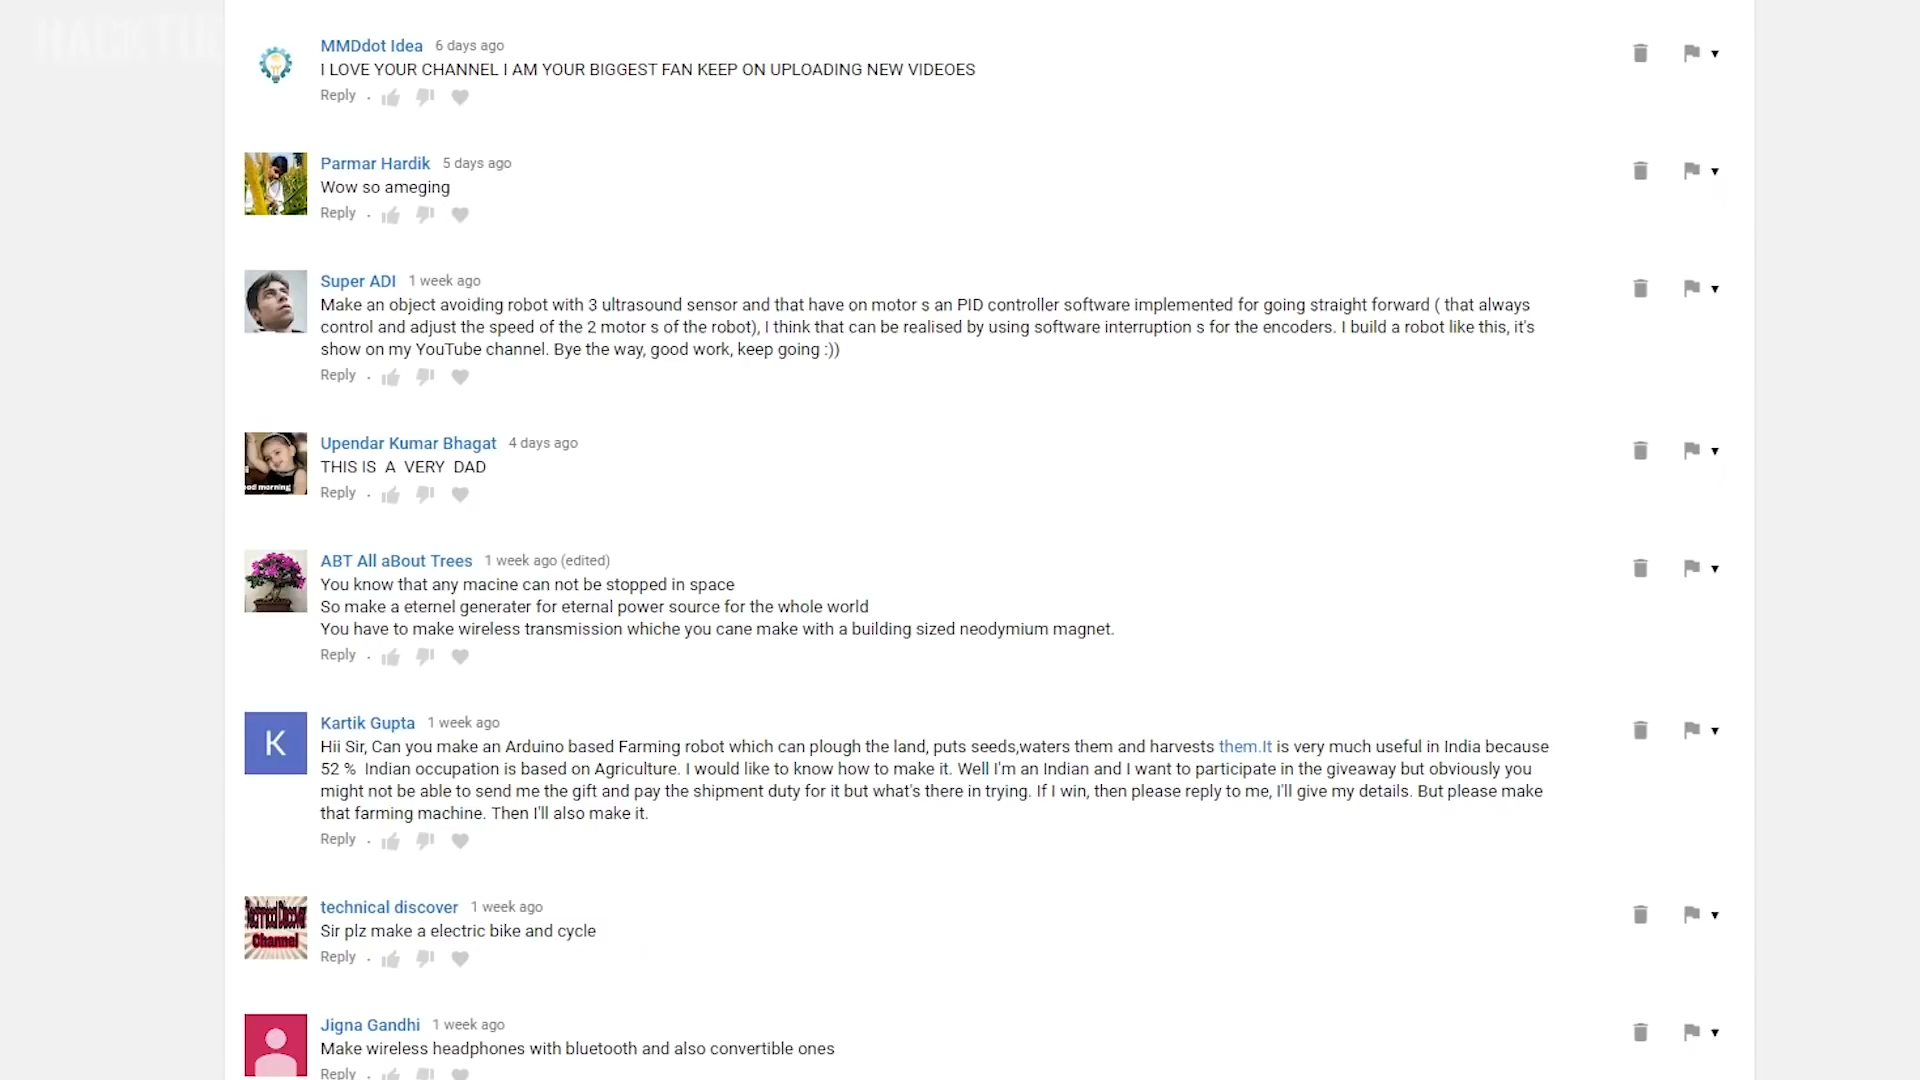 HACKTU
MMDdot Idea 6 days ago
I LOVE YOUR CHANNEL I AM YOUR BIGGEST FAN KEEP ON UPLOADING NEW VIDEOES
Reply .
Parmar Hardik 5 days ago
Wow so ameging
Reply .
Super ADI 1 week ago
Make an object avoiding robot with 3 ultrasound sensor and that have on motor s an PID controller software implemented for going straight forward ( that always
control and adjust the speed of the 2 motor s of the robot), I think that can be realised by using software interruption s for the encoders. I build a robot like this, it's
show on my YouTube channel. Bye the way, good work, keep going :))
Reply .
Upendar Kumar Bhagat 4 days ago
THIS IS A VERY DAD
od morning
Reply .
ABT All aBout Trees 1 week ago (edited)
You know that any macine can not be stopped in space
So make a eternel generater for eternal power source for the whole world
You have to make wireless transmission whiche you cane make with a building sized neodymium magnet.
Reply .
K
Kartik Gupta 1 week ago
Hii Sir, Can you make an Arduino based Farming robot which can plough the land, puts seeds,waters them and harvests them.It is very much useful in India because
52 % Indian occupation is based on Agriculture. I would like to know how to make it. Well I'm an Indian and I want to participate in the giveaway but obviously you
might not be able to send me the gift and pay the shipment duty for it but what's there in trying. If I win, then please reply to me, I'll give my details. But please make
that farming machine. Then I'll also make it.
Reply .
technical discover 1 week ago
Technical Discover
Channel
Sir plz make a electric bike and cycle
Reply .
Jigna Gandhi 1 week ago
Make wireless headphones with bluetooth and also convertible ones
Reply .